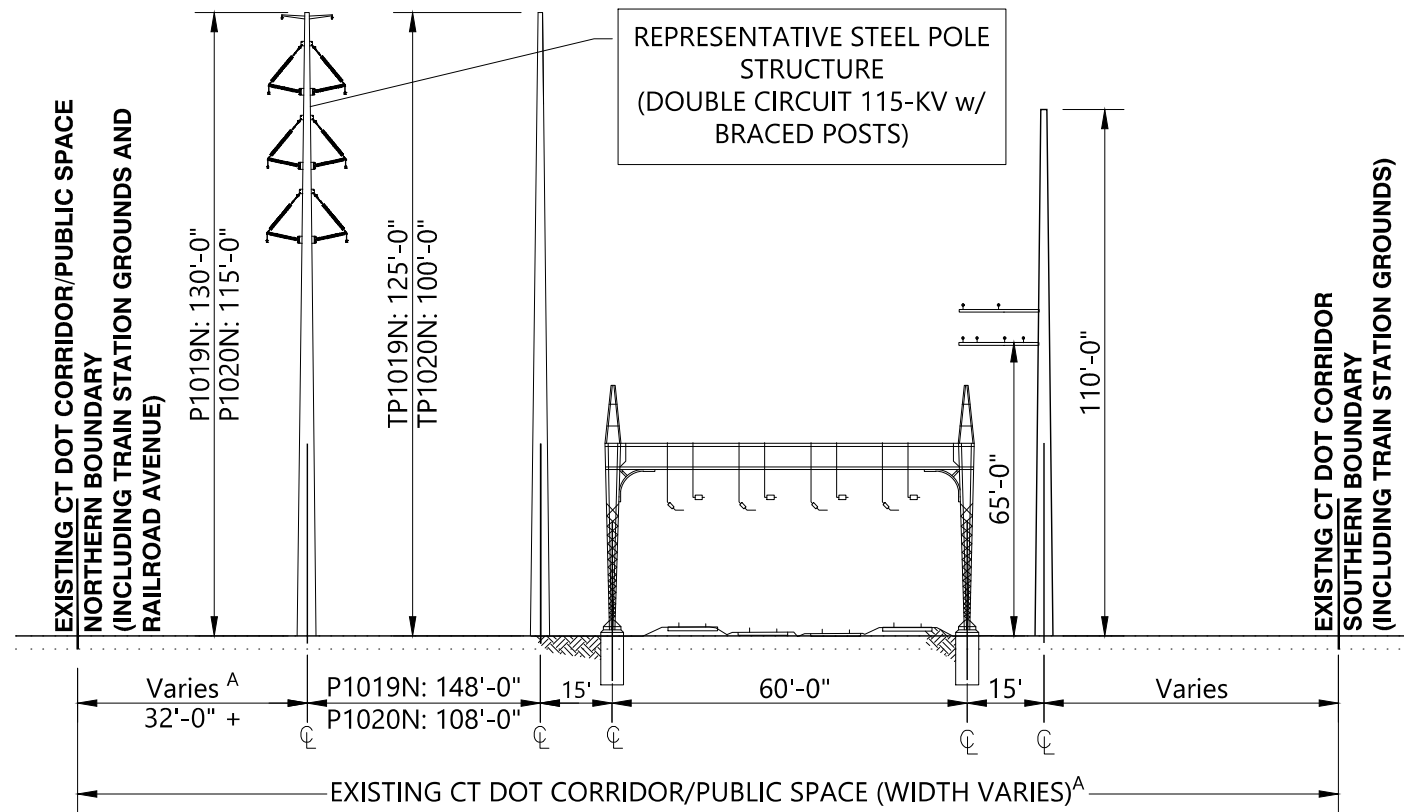 REPRESENTATIVE STEEL POLE
STRUCTURE
(DOUBLE CIRCUIT 115-KV w/
BRACED POSTS)
EXISTING CT DOT CORRIDOR/PUBLIC SPACE
NORTHERN BOUNDARY
(INCLUDING TRAIN STATION GROUNDS AND
RAILROAD AVENUE)
P1019N: 130'-0"
P1020N: 115'-0"
TP1019N: 125'-0"
TP1020N: 100'-0"
65'-0"
110'-0"
EXISTNG CT DOT CORRIDOR
SOUTHERN BOUNDARY
(INCLUDING TRAIN STATION GROUNDS)
Varies A
32'-0" +
P1019N: 148'-0"
P1020N: 108'-0"
15'
60'-0"
15'
Varies
℄ ℄ ℄ ℄ ℄
EXISTING CT DOT CORRIDOR/PUBLIC SPACE (WIDTH VARIES)A